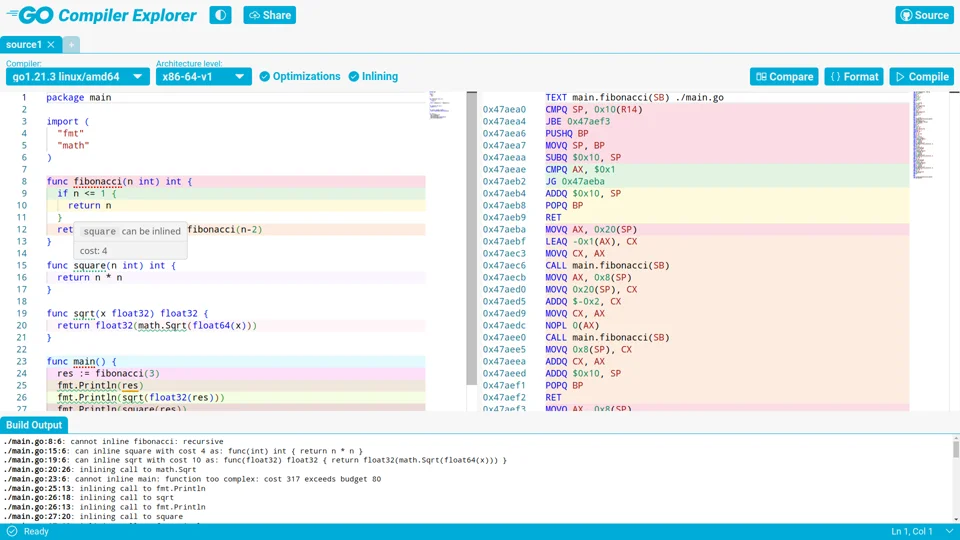 GO Compiler Explorer
Share
Source
source1
Compiler:
go1.21.3 linux/amd64
Architecture level:
x86-64-v1
Optimizations
Inlining
Compare
Format
Compile
1 package main
2
3 import (
4 "fmt"
5 "math"
6 )
7
8 func fibonacci(n int) int {
9 if n <= 1 {
10 return n
11 }
12 ret fibonacci(n-2)
square can be inlined
cost: 4
13 }
14
15 func square(n int) int {
16 return n * n
17 }
18
19 func sqrt(x float32) float32 {
20 return float32(math.Sqrt(float64(x)))
21 }
22
23 func main() {
24 res := fibonacci(3)
25 fmt.Println(res)
26 fmt.Println(sqrt(float32(res)))
27 fmt.Println(square(res))
TEXT main.fibonacci(SB) ./main.go
0x47aea0 CMPQ SP, 0x10(R14)
0x47aea4 JBE 0x47aef3
0x47aea6 PUSHQ BP
0x47aea7 MOVQ SP, BP
0x47aeaa SUBQ $0x10, SP
0x47aeae CMPQ AX, $0x1
0x47aeb2 JG 0x47aeba
0x47aeb4 ADDQ $0x10, SP
0x47aeb8 POPQ BP
0x47aeb9 RET
0x47aeba MOVQ AX, 0x20(SP)
0x47aebf LEAQ -0x1(AX), CX
0x47aec3 MOVQ CX, AX
0x47aec6 CALL main.fibonacci(SB)
0x47aecb MOVQ AX, 0x8(SP)
0x47aed0 MOVQ 0x20(SP), CX
0x47aed5 ADDQ $-0x2, CX
0x47aed9 MOVQ CX, AX
0x47aedc NOPL 0(AX)
0x47aee0 CALL main.fibonacci(SB)
0x47aee5 MOVQ 0x8(SP), CX
0x47aeea ADDQ CX, AX
0x47aeed ADDQ $0x10, SP
0x47aef1 POPQ BP
0x47aef2 RET
0x47aef3 MOVQ AX, 0x8(SP)
Build Output
./main.go:8:6: cannot inline fibonacci: recursive
./main.go:15:6: can inline square with cost 4 as: func(int) int { return n * n }
./main.go:19:6: can inline sqrt with cost 10 as: func(float32) float32 { return float32(math.Sqrt(float64(x))) }
./main.go:20:26: inlining call to math.Sqrt
./main.go:23:6: cannot inline main: function too complex: cost 317 exceeds budget 80
./main.go:25:13: inlining call to fmt.Println
./main.go:26:18: inlining call to sqrt
./main.go:26:13: inlining call to fmt.Println
./main.go:27:20: inlining call to square
Ready
Ln 1, Col 1